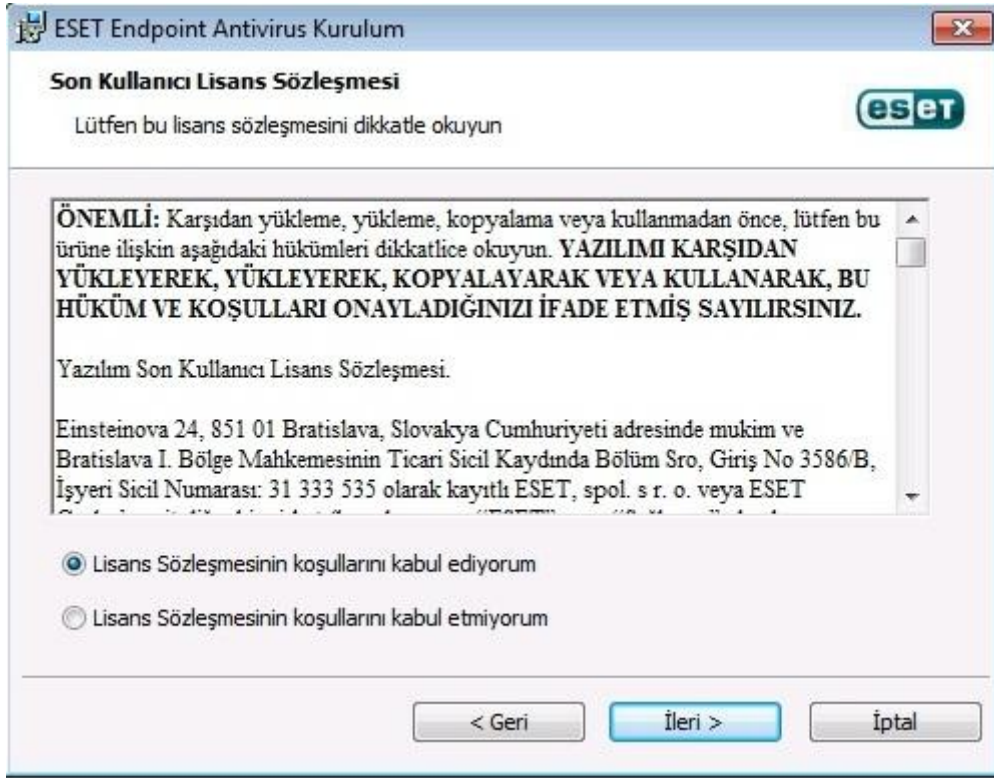 ESET Endpoint Antivirus Kurulum
Son Kullanıcı Lisans Sözleşmesi
Lütfen bu lisans sözleşmesini dikkatle okuyun
eseT
ÖNEMLİ: Karşıdan yükleme, yükleme, kopyalama veya kullanmadan önce, lütfen bu
ürüne ilişkin aşağıdaki hükümleri dikkatlice okuyun. YAZILIMI KARŞIDAN
YÜKLEYEREK, YÜKLEYEREK, KOPYALAYARAK VEYA KULLANARAK, BU
HÜKÜM VE KOŞULLARI ONAYLADIĞINIZI İFADE ETMİŞ SAYILIRSINIZ.
Yazılım Son Kullanıcı Lisans Sözleşmesi.
Einsteinova 24, 851 01 Bratislava, Slovakya Cumhuriyeti adresinde mukim ve
Bratislava I. Bölge Mahkemesinin Ticari Sicil Kaydında Bölüm Sro, Giriş No 3586/B,
İşyeri Sicil Numarası: 31 333 535 olarak kayıtlı ESET, spol. s r. o. veya ESET
Lisans Sözleşmesinin koşullarını kabul ediyorum
Lisans Sözleşmesinin koşullarını kabul etmiyorum
< Geri
İleri >
İptal